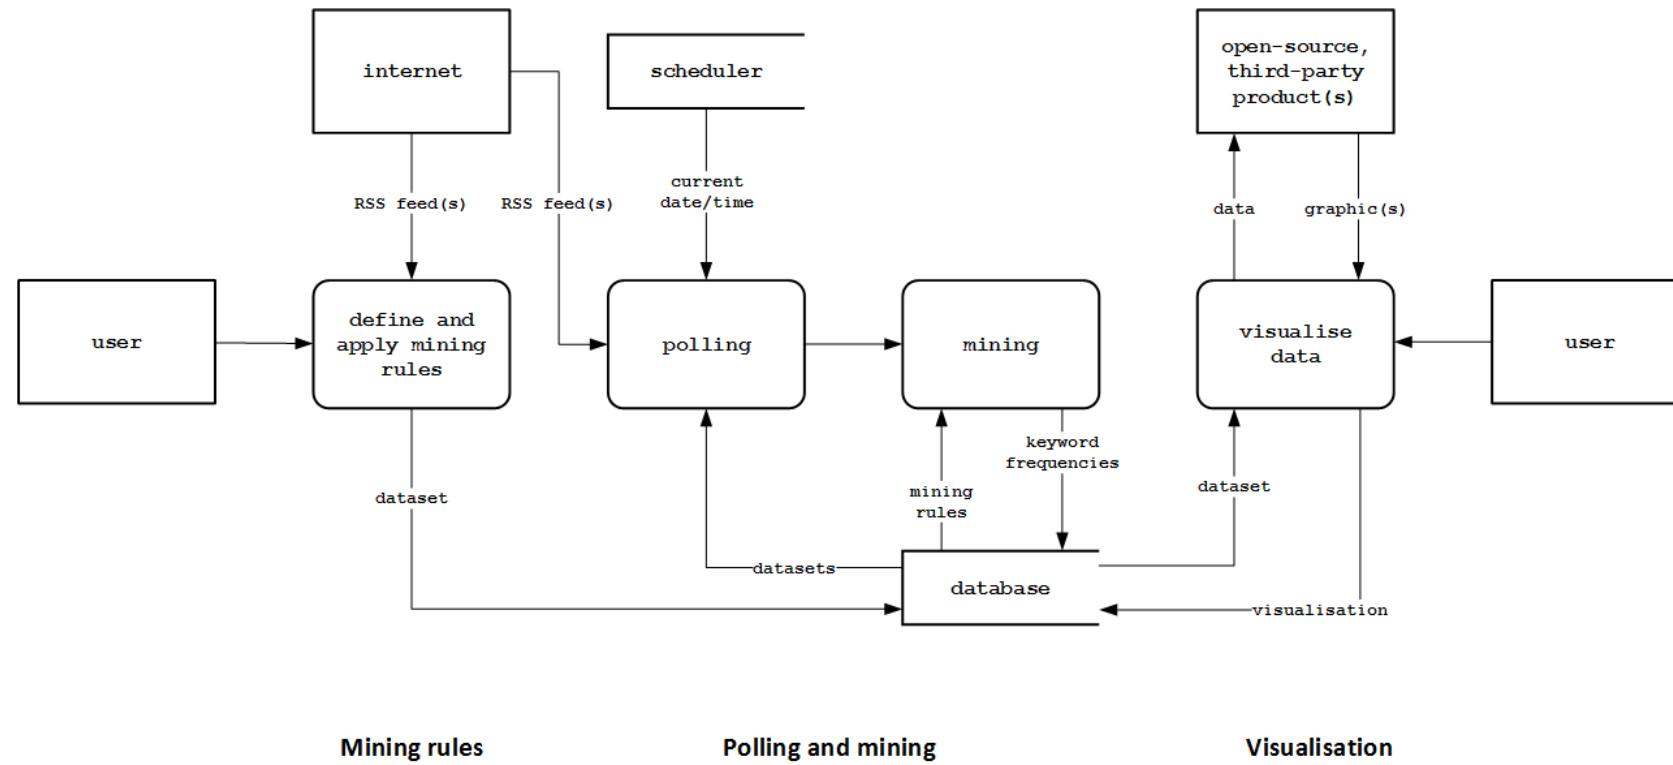 internet
scheduler
open-source,
third-party
product(s)
RSS feed(s)
RSS feed(s)
current
date/time
data
graphic(s)
user
define and
apply mining
rules
polling
mining
visualise
data
user
dataset
datasets
mining
rules
keyword
frequencies
dataset
database
visualisation
Mining rules
Polling and mining
Visualisation